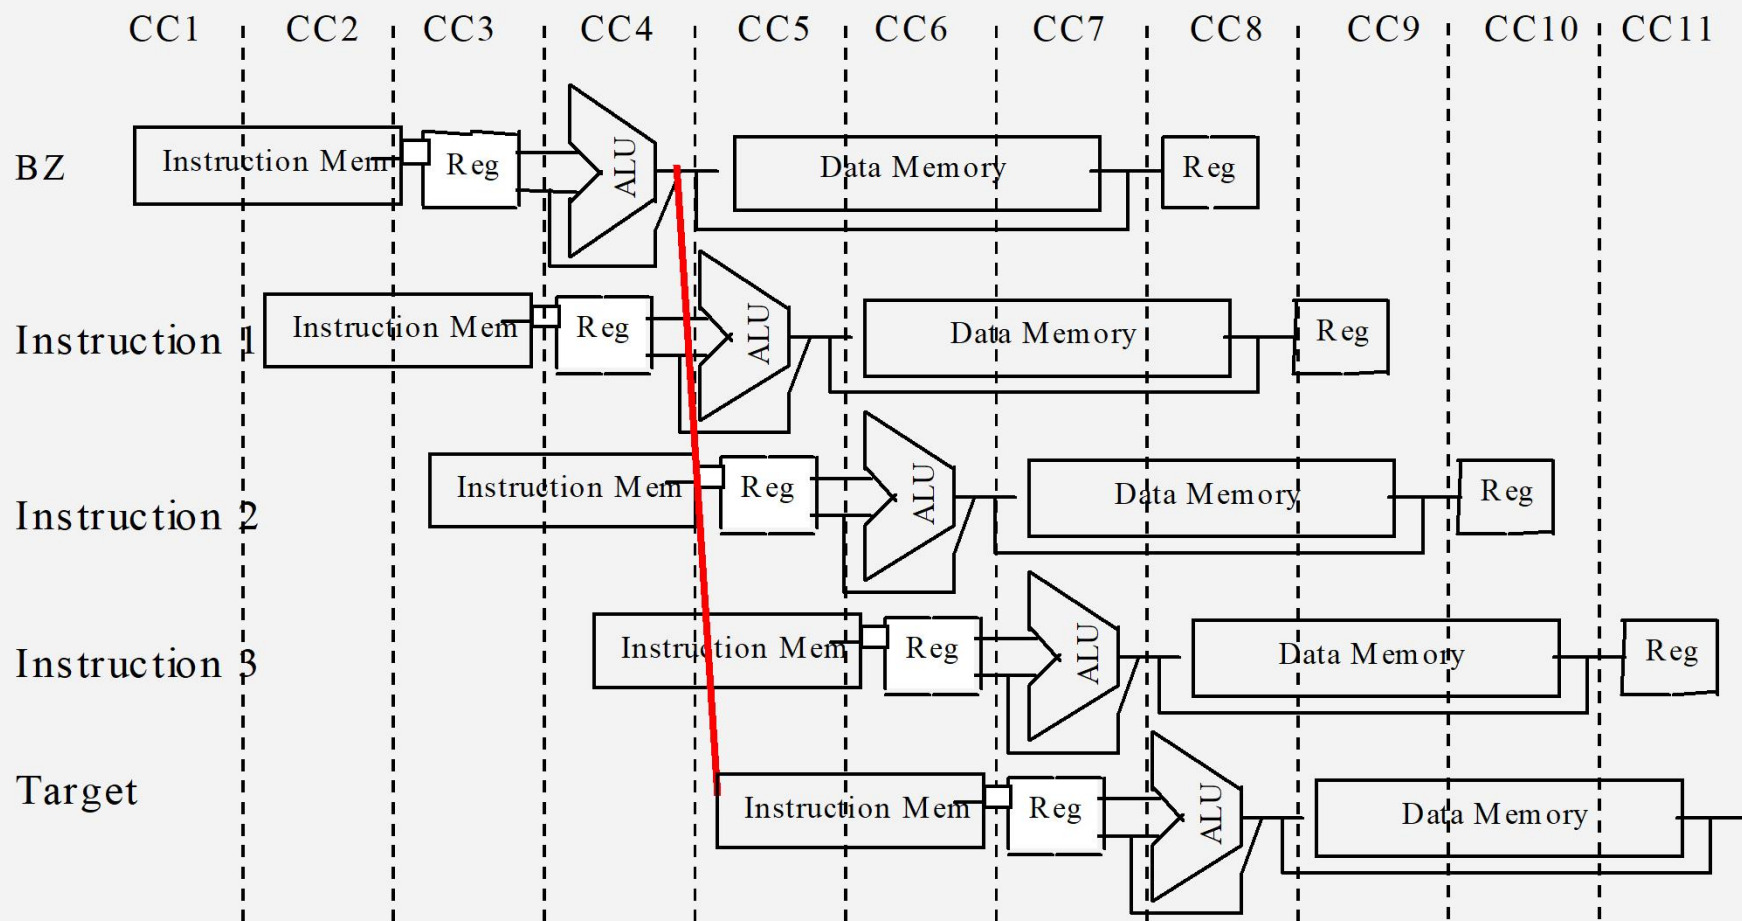 CC1 CC2 CC3 CC4 CC5 CC6 CC7 CC8 CC9 CC10 CC11
BZ Instruction Mem Reg ALU Data Memory Reg
Instruction 1 Instruction Mem Reg ALU Data Memory Reg
Instruction 2 Instruction Mem Reg ALU Data Memory Reg
Instruction 3 Instruction Mem Reg ALU Data Memory Reg
Target Instruction Mem Reg ALU Data Memory